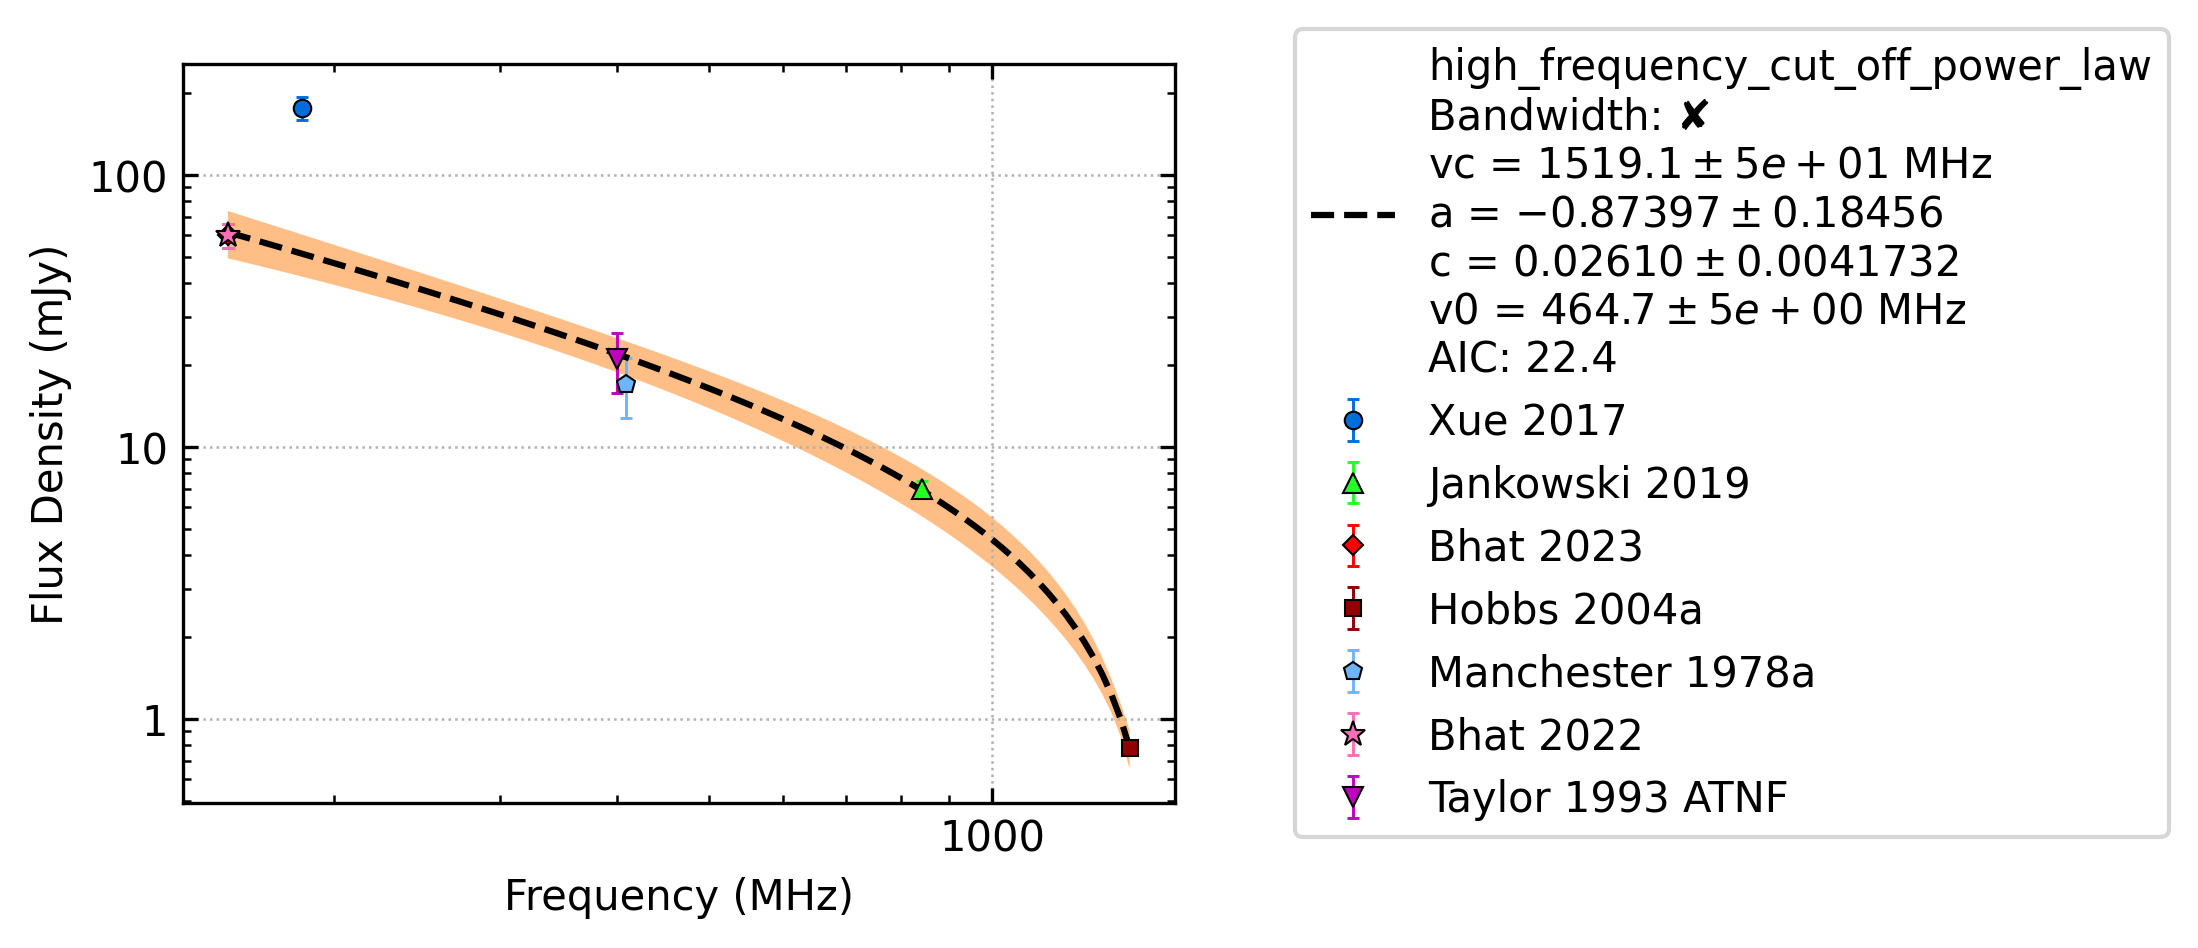 high_frequency_cut_off_power_law
Bandwidth: ✘
vc = 1519.1 ± 5e + 01 MHz
a = −0.87397 ± 0.18456
c = 0.02610 ± 0.0041732
v0 = 464.7 ± 5e + 00 MHz
AIC: 22.4
Xue 2017
Jankowski 2019
Bhat 2023
Hobbs 2004a
Manchester 1978a
Bhat 2022
Taylor 1993 ATNF
Flux Density (mJy)
100
10
1
1000
Frequency (MHz)